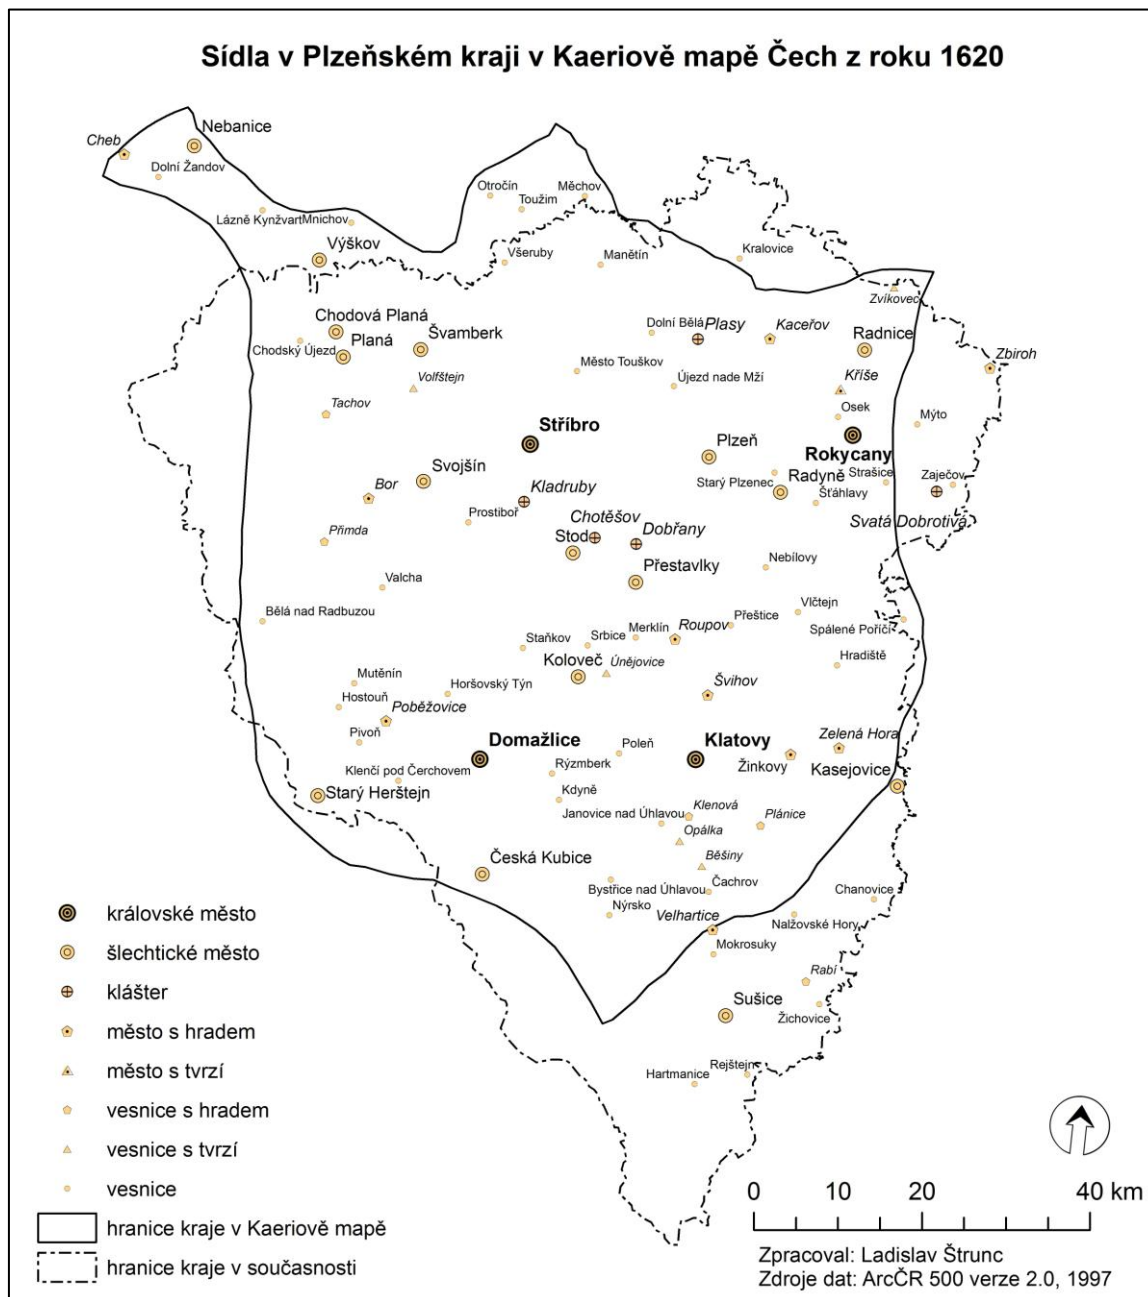 Sídla v Plzeňském kraji v Kaeriově mapě Čech z roku 1620
Nebanice
Cheb
Dolní Žandov
Otročín
Měchov
Toužim
Lázně Kynžvart
Mnichov
Výškov
Všeruby
Manětín
Kralovice
Zvíkovec
Chodová Planá
Planá
Chodský Újezd
Švamberk
Dolní Bělá
Plasy
Kaceřov
Radnice
Zbiroh
Volfštejn
Město Touškov
Újezd nade Mží
Kříše
Tachov
Osek
Mýto
Stříbro
Plzeň
Rokycany
Svojšín
Starý Plzenec
Radyně
Strašice
Zaječov
Bor
Kladruby
Šťáhlavy
Prostiboř
Chotěšov
Dobřany
Svatá Dobrotivá
Přimda
Stod
Přestavlky
Nebílovy
Valcha
Bělá nad Radbuzou
Vlčtejn
Staňkov
Srbice
Merklín
Roupov
Přeštice
Spálené Poříčí
Koloveč
Únějovice
Hradiště
Mutěnín
Horšovský Týn
Švihov
Hostouň
Poběžovice
Pivoň
Domažlice
Poleň
Klatovy
Zelená Hora
Žinkovy
Kasejovice
Klenčí pod Čerchovem
Rýzmberk
Starý Herštejn
Kdyně
Janovice nad Úhlavou
Klenová
Plánice
Opálka
Česká Kubice
Běšiny
Bystřice nad Úhlavou
Čachrov
Chanovice
Nýrsko
Velhartice
Nalžovské Hory
Mokrosuky
Rabí
Sušice
Žichovice
Hartmanice
Rejštejn
královské město
šlechtické město
klášter
město s hradem
město s tvrzí
vesnice s hradem
vesnice s tvrzí
vesnice
hranice kraje v Kaeriově mapě
hranice kraje v současnosti
0 10 20 40 km
Zpracoval: Ladislav Štrunc
Zdroje dat: ArcČR 500 verze 2.0, 1997